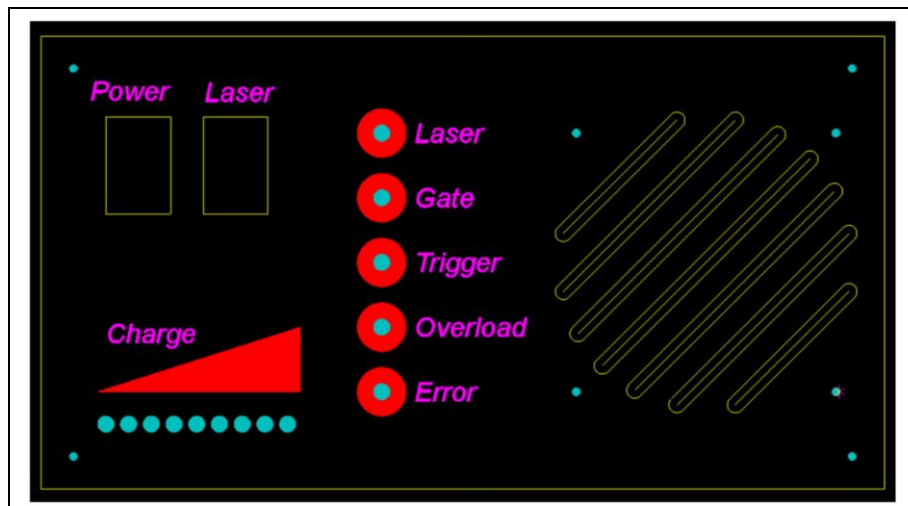 Power
Laser
Laser
Gate
Trigger
Charge
Overload
Error